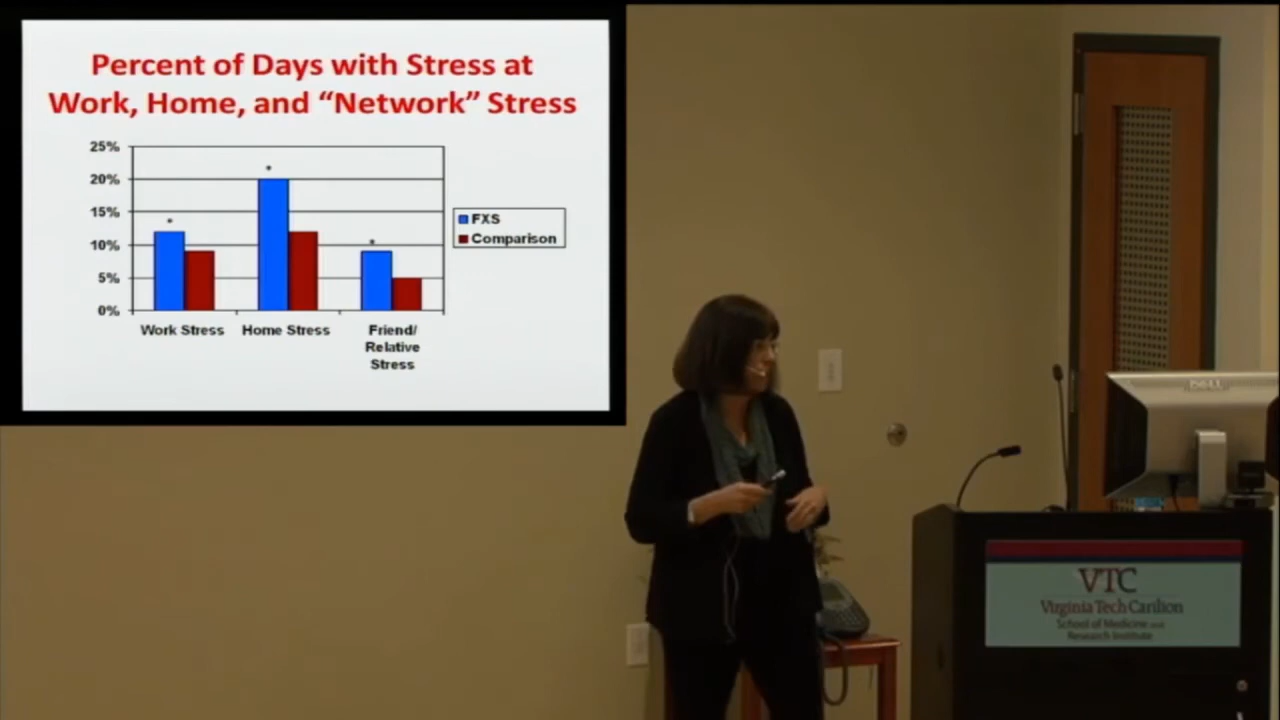 Percent of Days with Stress at
Work, Home, and “Network” Stress
25%
20%
15%
10%
5%
0%
*
*
*
Work Stress
Home Stress
Friend/
Relative
Stress
FXS
Comparison
DELL
VTC
Virginia Tech Carilion
School of Medicine and
Research Institute